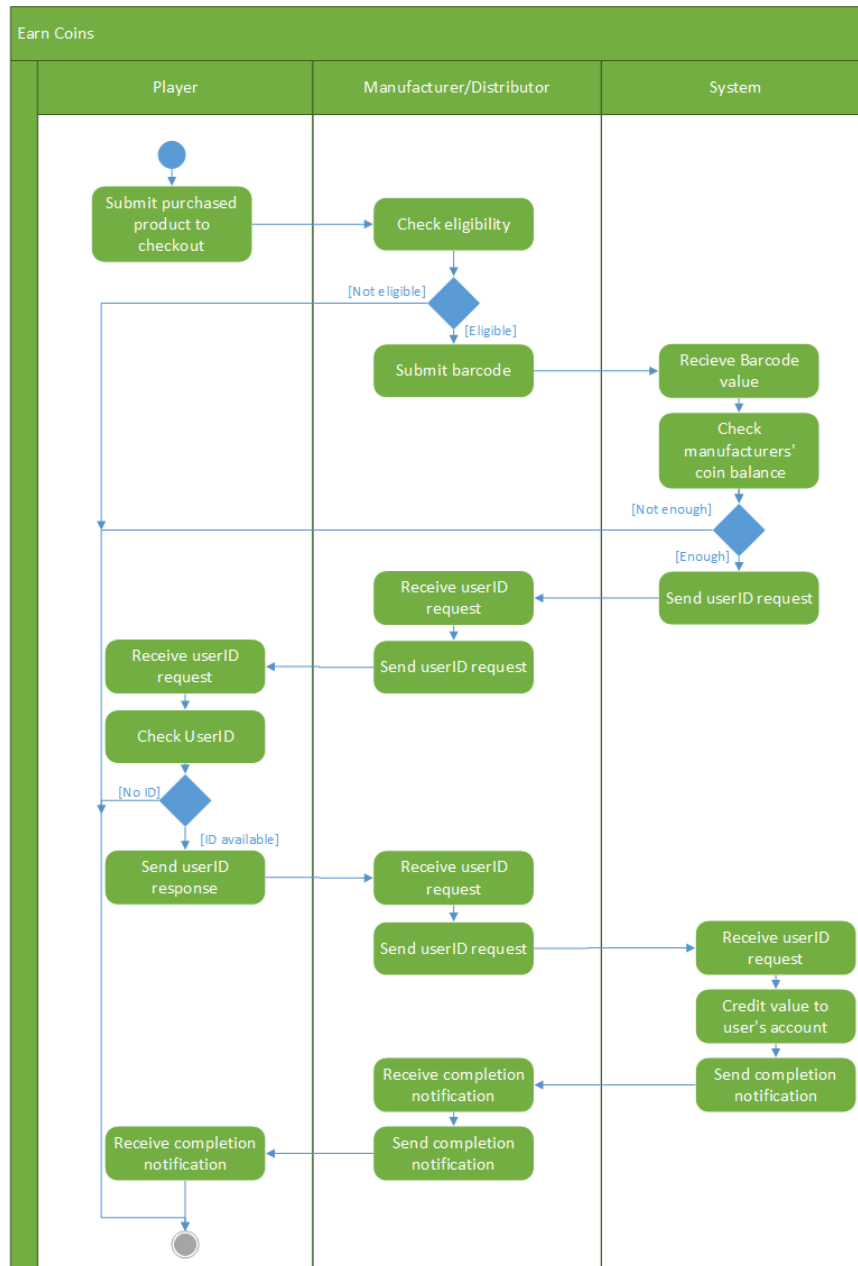 Earn Coins
Player
Manufacturer/Distributor
System
Submit purchased
product to
checkout
Check eligibility
[Not eligible]
[Eligible]
Submit barcode
Recieve Barcode
value
Check
manufacturers'
coin balance
[Not enough]
[Enough]
Send userID request
Receive userID
request
Send userID request
Receive userID
request
Check UserID
[No ID]
[ID available]
Send userID
response
Receive userID
request
Send userID request
Receive userID
request
Credit value to
user's account
Send completion
notification
Receive completion
notification
Send completion
notification
Receive completion
notification